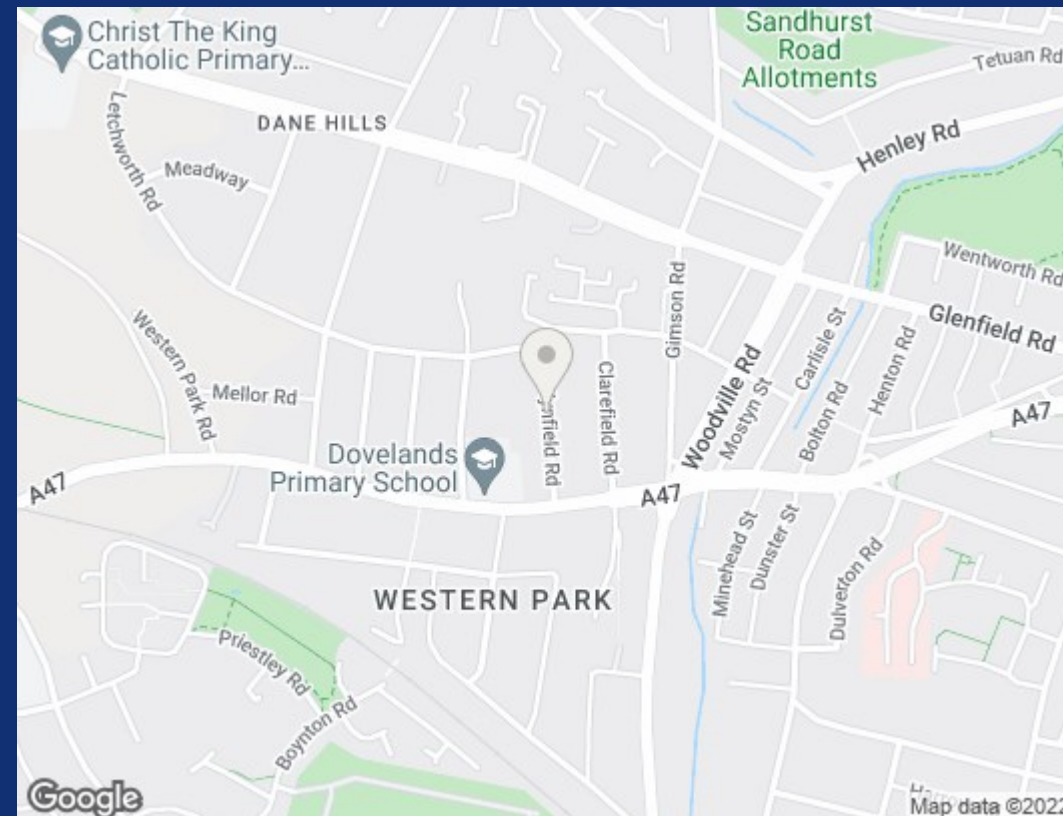 Christ The King
Catholic Primary...
Sandhurst
Road
Allotments
Tetuan Rd
DANE HILLS
Henley Rd
Letchworth Rd
Meadway
Wentworth Rd
Gimson Rd
Glenfield Rd
Western Park Rd
Carlisle St
Woodville Rd
Henton Rd
Mellor Rd
Clarefield Rd
Mostyn St
Bolton Rd
A47
Dovelands
Primary School
Rd
A47
A47
Minehead St
Dunster St
Dulverton Rd
WESTERN PARK
Priestley Rd
Boynton Rd
Google
Map data ©2022